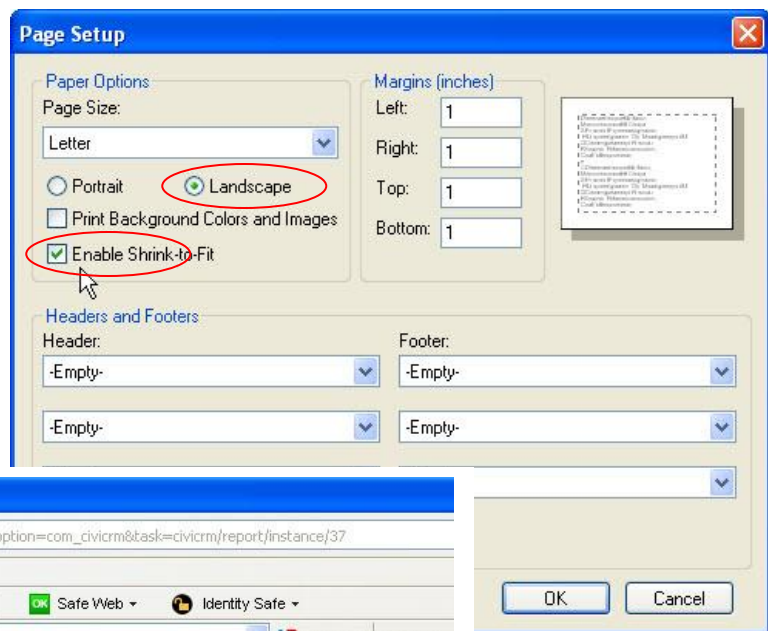 Page Setup
Paper Options
Page Size:
Letter
Portrait Landscape
Print Background Colors and Images
Enable Shrink-to-Fit
Margins (inches)
Left: 1
Right: 1
Top: 1
Bottom: 1
Headers and Footers
Header: Footer:
-Empty- -Empty-
-Empty- -Empty-
option=com_civicrm&task=civicrm/report/instance/37
OK Safe Web Identity Safe
OK Cancel